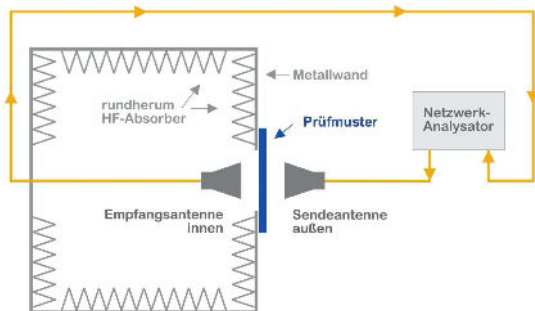 Metallwand
rundherum
HF-Absorber
Prüfmuster
Netzwerk-
Analysator
Empfangsantenne
innen
Sendeantenne
außen